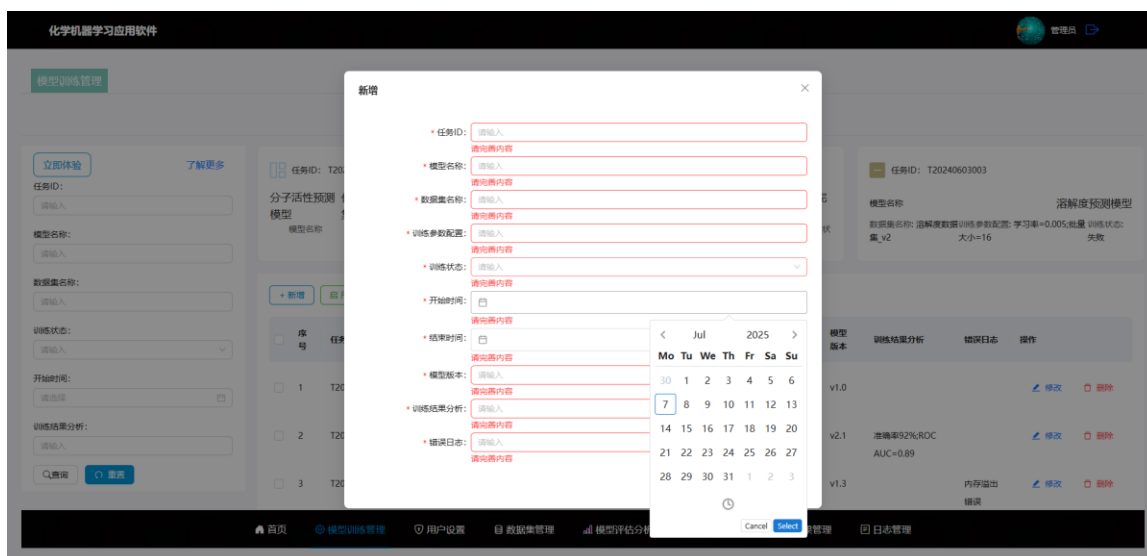 化学机器学习应用软件
管理员
模型训练管理
新增
* 任务ID: 请输入
请完善内容
* 模型名称: 请输入
请完善内容
* 数据集名称: 请输入
请完善内容
* 训练参数配置: 请输入
请完善内容
* 训练状态: 请输入
请完善内容
* 开始时间:
请完善内容
* 结束时间:
请完善内容
* 模型版本: 请输入
请完善内容
* 训练结果分析: 请输入
请完善内容
* 错误日志: 请输入
请完善内容
Jul 2025
Mo Tu We Th Fr Sa Su
30 1 2 3 4 5 6
7 8 9 10 11 12 13
14 15 16 17 18 19 20
21 22 23 24 25 26 27
28 29 30 31 1 2 3
Cancel Select
立即体验 了解更多
任务ID:
请输入
模型名称:
请输入
数据集名称:
请输入
训练状态:
请输入
开始时间:
请选择
训练结果分析:
请输入
查询 重置
任务ID: T20
分子活性预测
模型
模型名称
任务ID: T20240603003
模型名称 溶解度预测模型
数据集名称: 溶解度数据集_v2
训练参数配置: 学习率=0.005;批量大小=16
训练状态: 失败
+ 新增
序号 模型版本 训练结果分析 错误日志 操作
1 T20 v1.0 修改 删除
2 T20 v2.1 准确率92%;ROC AUC=0.89 修改 删除
3 T20 v1.3 内存溢出错误 修改 删除
首页 模型训练管理 用户设置 数据集管理 模型评估分 管理 日志管理